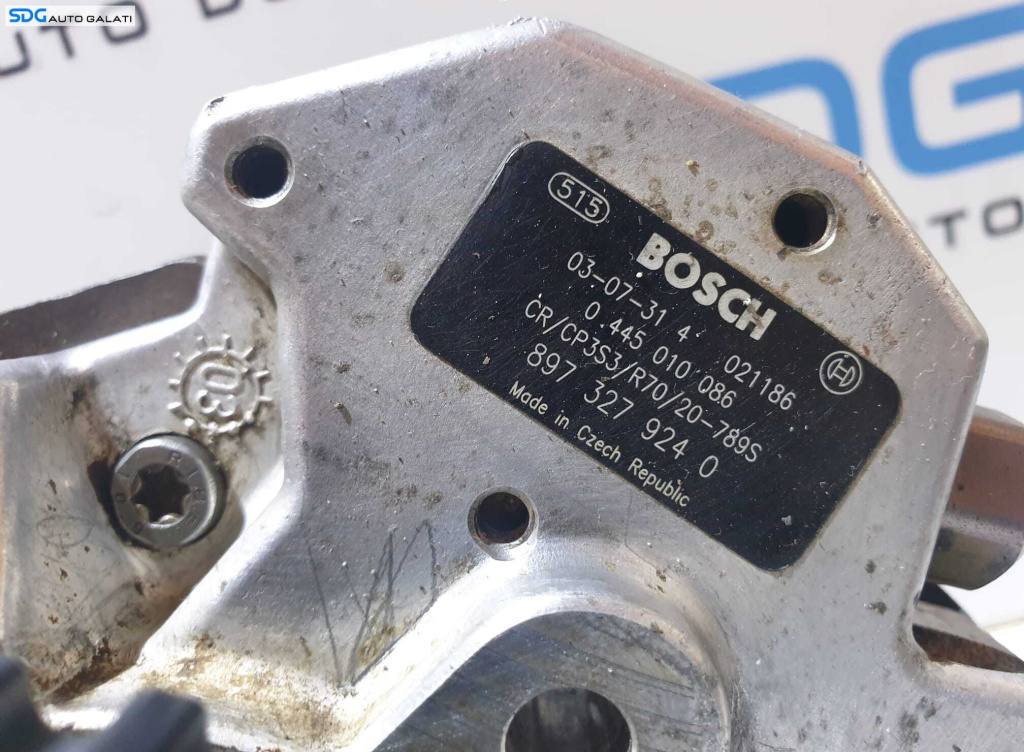 SDG AUTO GALATI
515
BOSCH
03-07-31 4 021186
0 445 010 086
CR/CP3S3/R70/20-789S
897 327 924 0
Made in Czech Republic
03